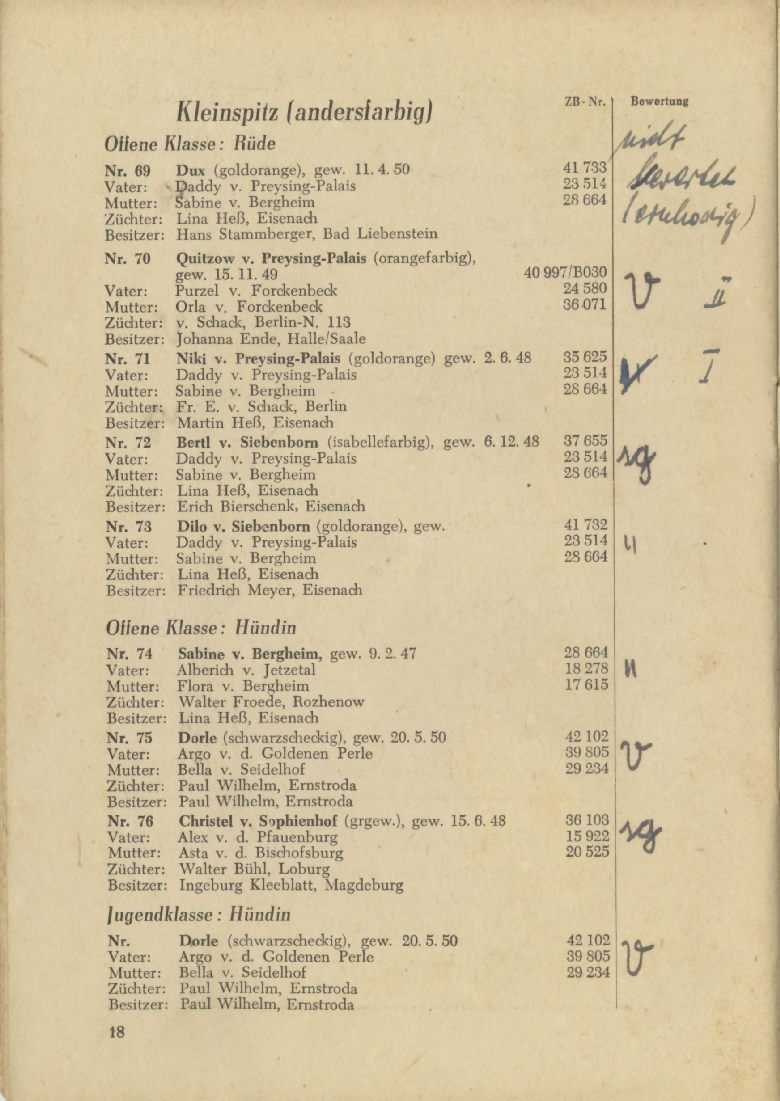 ZB-Nr. Bewertung
Kleinspitz (andersfarbig)
Offene Klasse: Rüde
nicht
Nr. 69 Dux (goldorange), gew. 11. 4. 50 41 733
Vater: Daddy v. Preysing-Palais 23 514
bewertet
Mutter: Sabine v. Bergheim 28 664
Züchter: Lina Heß, Eisenach
Besitzer: Hans Stammberger, Bad Liebenstein
Nr. 70 Quitzow v. Preysing-Palais (orangefarbig),
gew. 15. 11. 49 40 997/B030
Vater: Purzel v. Forckenbeck 24 580 V II
Mutter: Orla v. Forckenbeck 36 071
Züchter: v. Schack, Berlin-N. 113
Besitzer: Johanna Ende, Halle/Saale
Nr. 71 Niki v. Preysing-Palais (goldorange) gew. 2. 6. 48 35 625
Vater: Daddy v. Preysing-Palais 23 514 V I
Mutter: Sabine v. Bergheim 28 664
Züchter: Fr. E. v. Schack, Berlin
Besitzer: Martin Heß, Eisenach
Nr. 72 Bertl v. Siebenborn (isabellefarbig), gew. 6. 12. 48 37 655
Vater: Daddy v. Preysing-Palais 23 514 sg
Mutter: Sabine v. Bergheim 28 664
Züchter: Lina Heß, Eisenach
Besitzer: Erich Bierschenk, Eisenach
Nr. 73 Dilo v. Siebenborn (goldorange), gew. 41 732
Vater: Daddy v. Preysing-Palais 23 514
Mutter: Sabine v. Bergheim 28 664
Züchter: Lina Heß, Eisenach
Besitzer: Friedrich Meyer, Eisenach
Offene Klasse: Hündin
Nr. 74 Sabine v. Bergheim, gew. 9. 2. 47 28 664
Vater: Alberich v. Jetzetal 18 278
Mutter: Flora v. Bergheim 17 615
Züchter: Walter Froede, Rozhenow
Besitzer: Lina Heß, Eisenach
Nr. 75 Dorle (schwarzscheckig), gew. 20. 5. 50 42 102
Vater: Argo v. d. Goldenen Perle 39 805 V
Mutter: Bella v. Seidelhof 29 234
Züchter: Paul Wilhelm, Ernstroda
Besitzer: Paul Wilhelm, Ernstroda
Nr. 76 Christel v. Sophienhof (grgew.), gew. 15. 6. 48 36 103
Vater: Alex v. d. Pfauenburg 15 922 sg
Mutter: Asta v. d. Bischofsburg 20 525
Züchter: Walter Bühl, Loburg
Besitzer: Ingeburg Kleeblatt, Magdeburg
Jugendklasse: Hündin
Nr. Dorle (schwarzscheckig), gew. 20. 5. 50 42 102
Vater: Argo v. d. Goldenen Perle 39 805 V
Mutter: Bella v. Seidelhof 29 234
Züchter: Paul Wilhelm, Ernstroda
Besitzer: Paul Wilhelm, Ernstroda
18